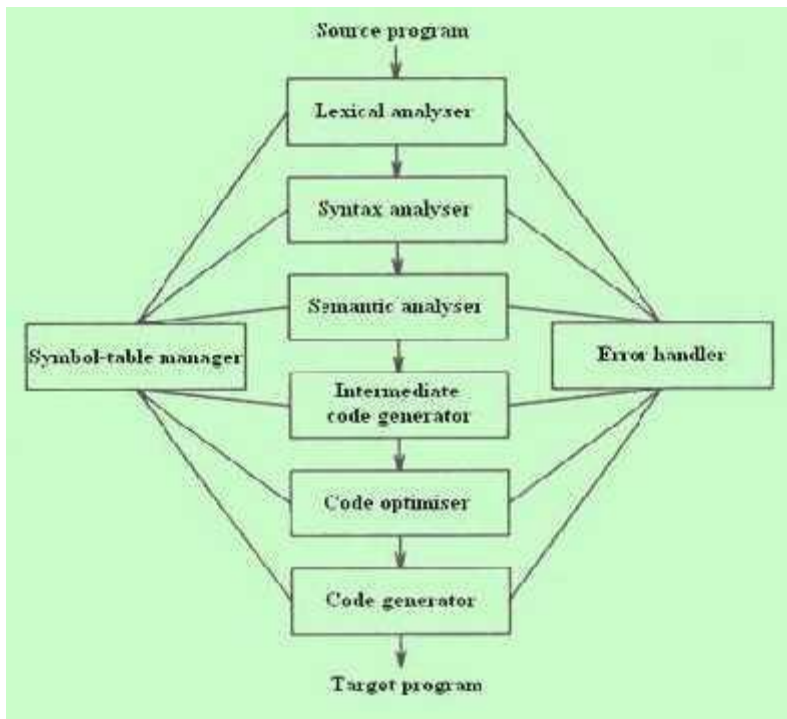 Source program
Lexical analyser
Syntax analyser
Semantic analyser
Symbol-table manager
Error handler
Intermediate
code generator
Code optimiser
Code generator
Target program